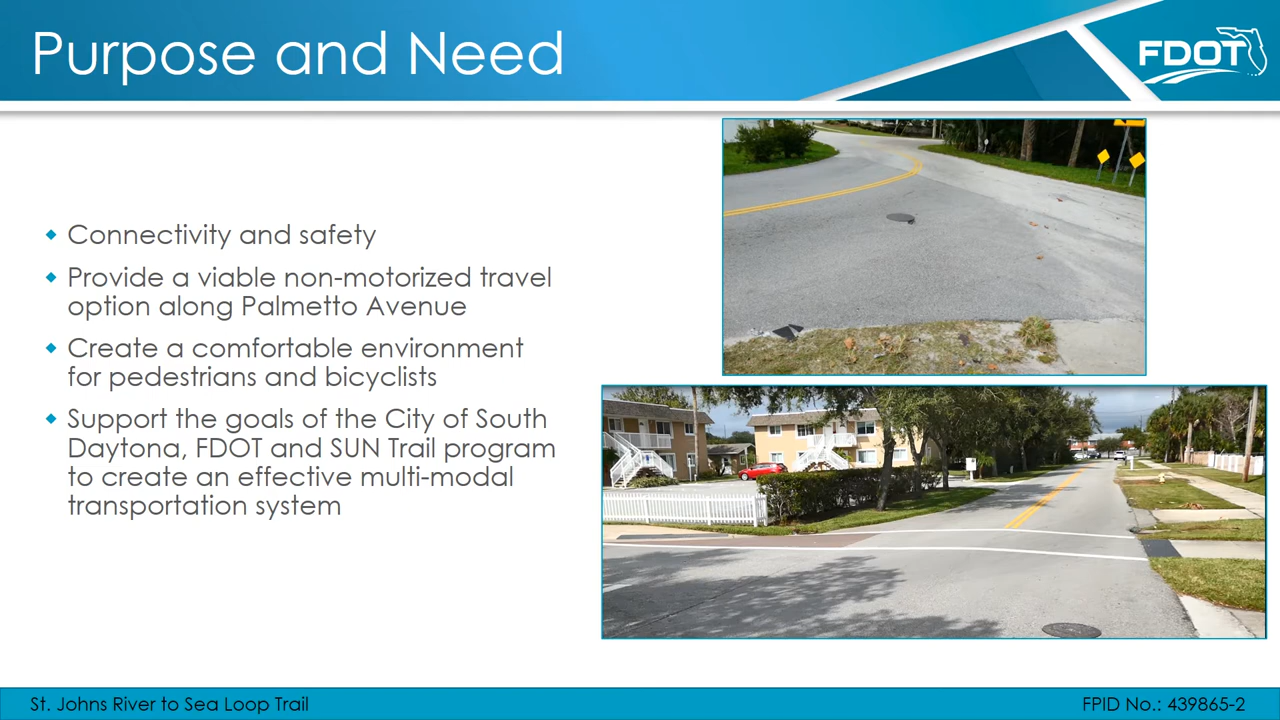 Purpose and Need
FDOT
Connectivity and safety
Provide a viable non-motorized travel
option along Palmetto Avenue
Create a comfortable environment
for pedestrians and bicyclists
Support the goals of the City of South
Daytona, FDOT and SUN Trail program
to create an effective multi-modal
transportation system
St. Johns River to Sea Loop Trail
FPID No.: 439865-2